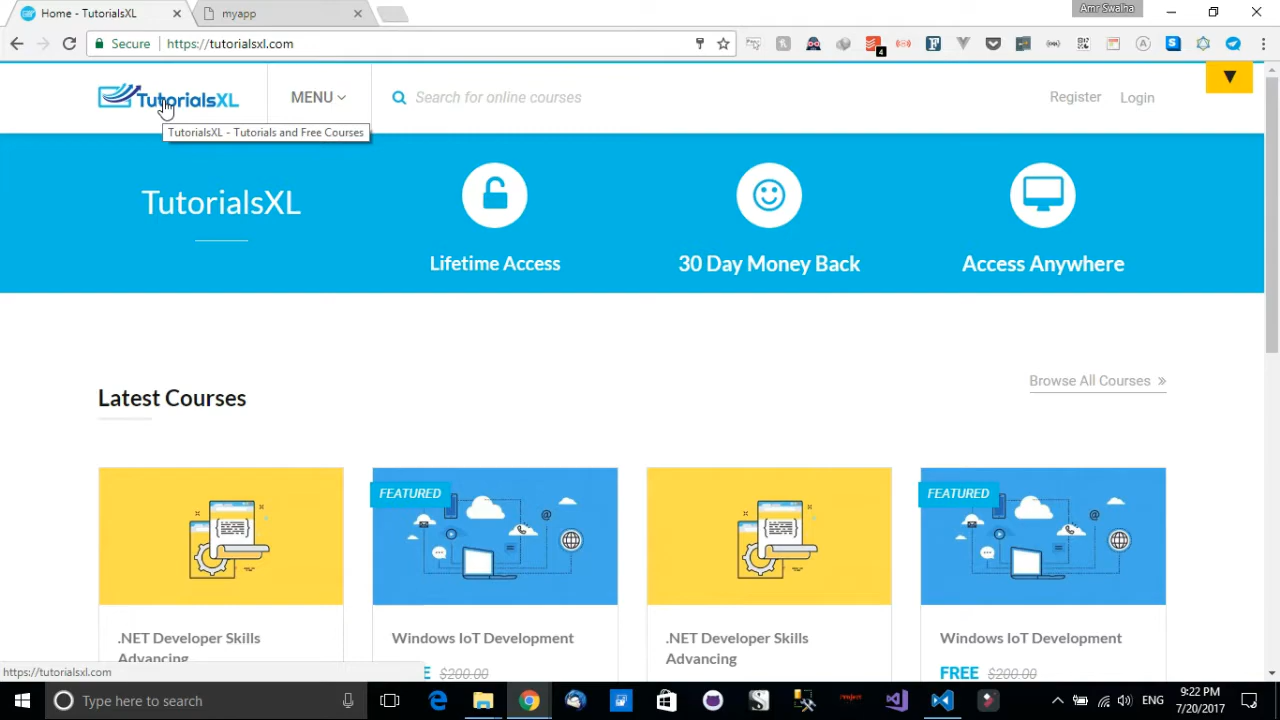 Home - TutorialsXL
myapp
Amr Swalha
Secure
https://tutorialsxl.com
4
TutorialsXL
MENU
Search for online courses
Register
Login
TutorialsXL - Tutorials and Free Courses
TutorialsXL
Lifetime Access
30 Day Money Back
Access Anywhere
Latest Courses
Browse All Courses
FEATURED
FEATURED
.NET Developer Skills
Advancing
Windows IoT Development
$200.00
.NET Developer Skills
Advancing
Windows IoT Development
FREE $200.00
https://tutorialsxl.com
Type here to search
ENG
9:22 PM
7/20/2017